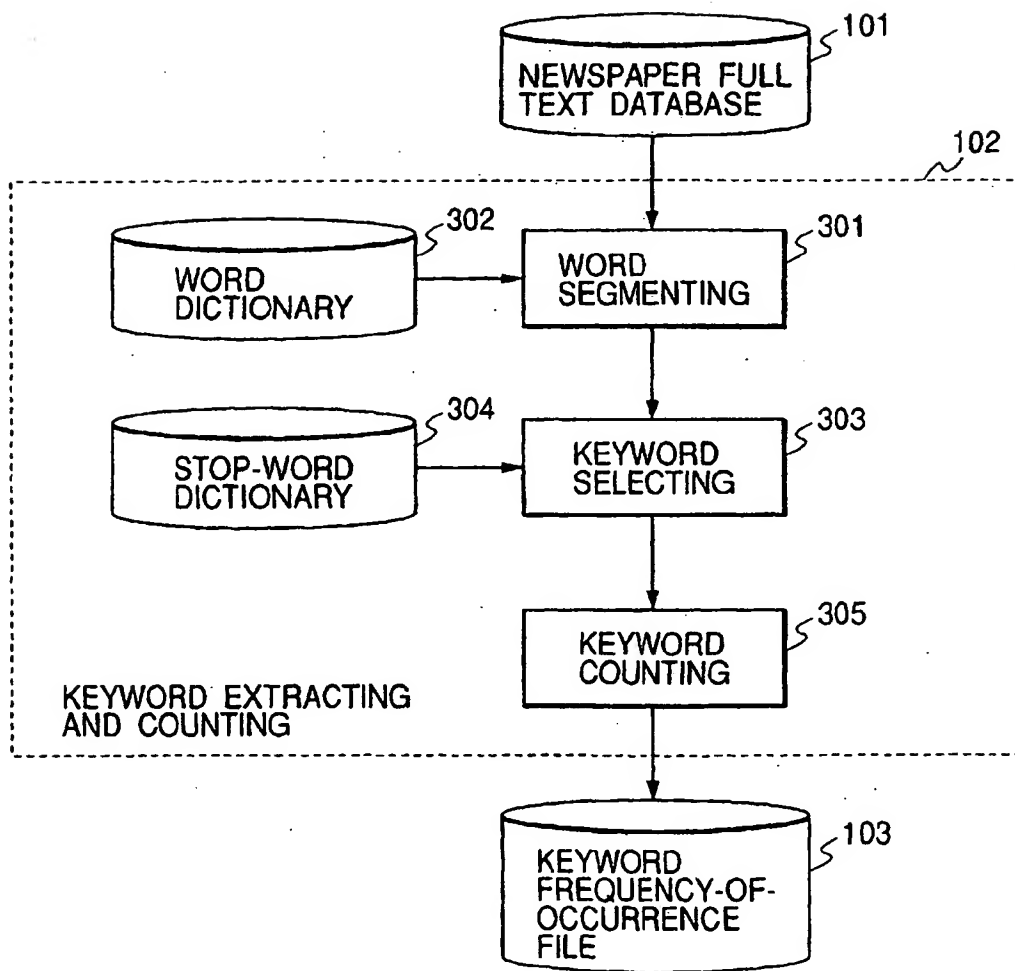 101
NEWSPAPER FULL
TEXT DATABASE
102
302
WORD
DICTIONARY
301
WORD
SEGMENTING
304
STOP-WORD
DICTIONARY
303
KEYWORD
SELECTING
305
KEYWORD
COUNTING
KEYWORD EXTRACTING
AND COUNTING
103
KEYWORD
FREQUENCY-OF-
OCCURRENCE
FILE